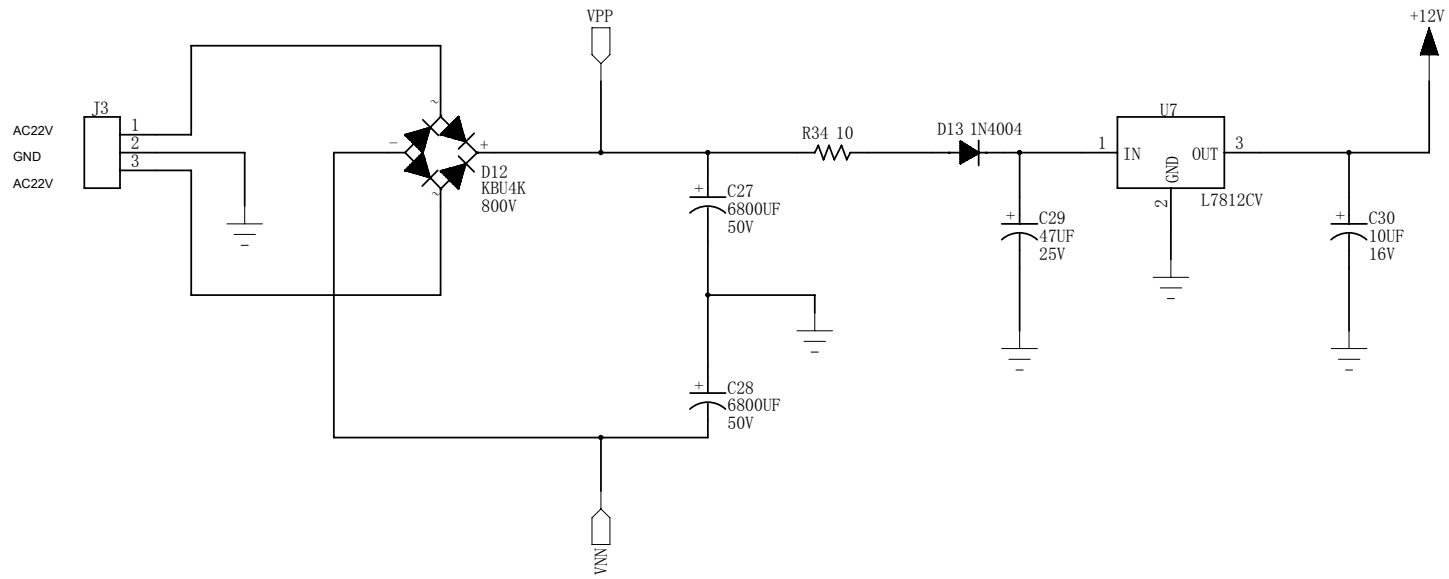 VPP
+12V
J3
AC22V
1
GND
2
AC22V
3
~
-
+
~
D12
KBU4K
800V
R34 10
D13 1N4004
U7
1
IN
OUT
3
GND
2
L7812CV
+
C27
6800UF
50V
+
C29
47UF
25V
+
C30
10UF
16V
+
C28
6800UF
50V
VNN